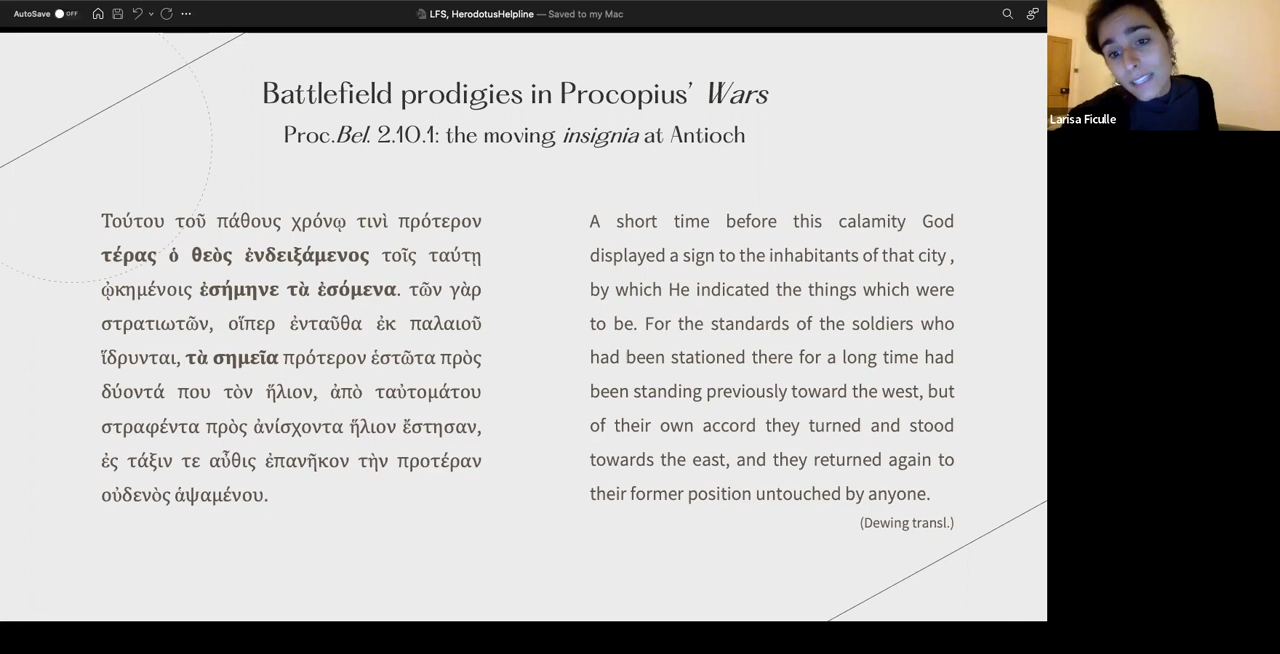 AutoSave OFF
LFS, HerodotusHelpline — Saved to my Mac
Battlefield prodigies in Procopius' Wars
Proc.Bel. 2.10.1: the moving insignia at Antioch
Τούτου τοῦ πάθους χρόνῳ τινὶ πρότερον
τέρας ὁ θεὸς ἐνδειξάμενος τοῖς ταύτῃ
ᾠκημένοις ἐσήμηνε τὰ ἐσόμενα. τῶν γὰρ
στρατιωτῶν, οἵπερ ἐνταῦθα ἐκ παλαιοῦ
ἵδρυνται, τὰ σημεῖα πρότερον ἑστῶτα πρὸς
δύοντά που τὸν ἥλιον, ἀπὸ ταὐτομάτου
στραφέντα πρὸς ἀνίσχοντα ἥλιον ἔστησαν,
ἐς τάξιν τε αὖθις ἐπανῆκον τὴν προτέραν
οὐδενὸς ἁψαμένου.
A short time before this calamity God
displayed a sign to the inhabitants of that city ,
by which He indicated the things which were
to be. For the standards of the soldiers who
had been stationed there for a long time had
been standing previously toward the west, but
of their own accord they turned and stood
towards the east, and they returned again to
their former position untouched by anyone.
(Dewing transl.)
Larisa Ficulle